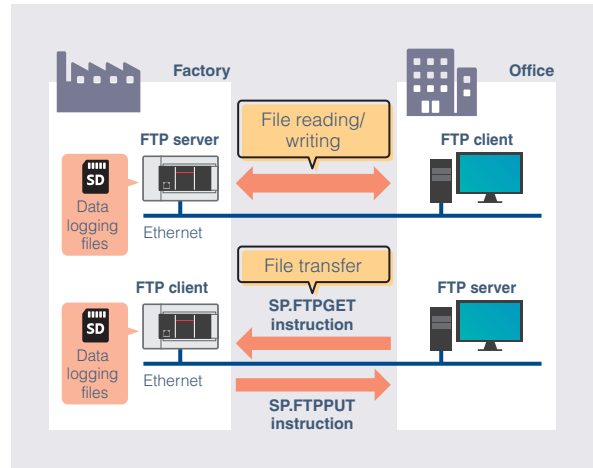 Factory
Office
File reading/
writing
FTP server
FTP client
SD
Data
logging
files
Ethernet
File transfer
FTP client
FTP server
SP.FTPGET
instruction
SD
Data
logging
files
Ethernet
SP.FTPPUT
instruction